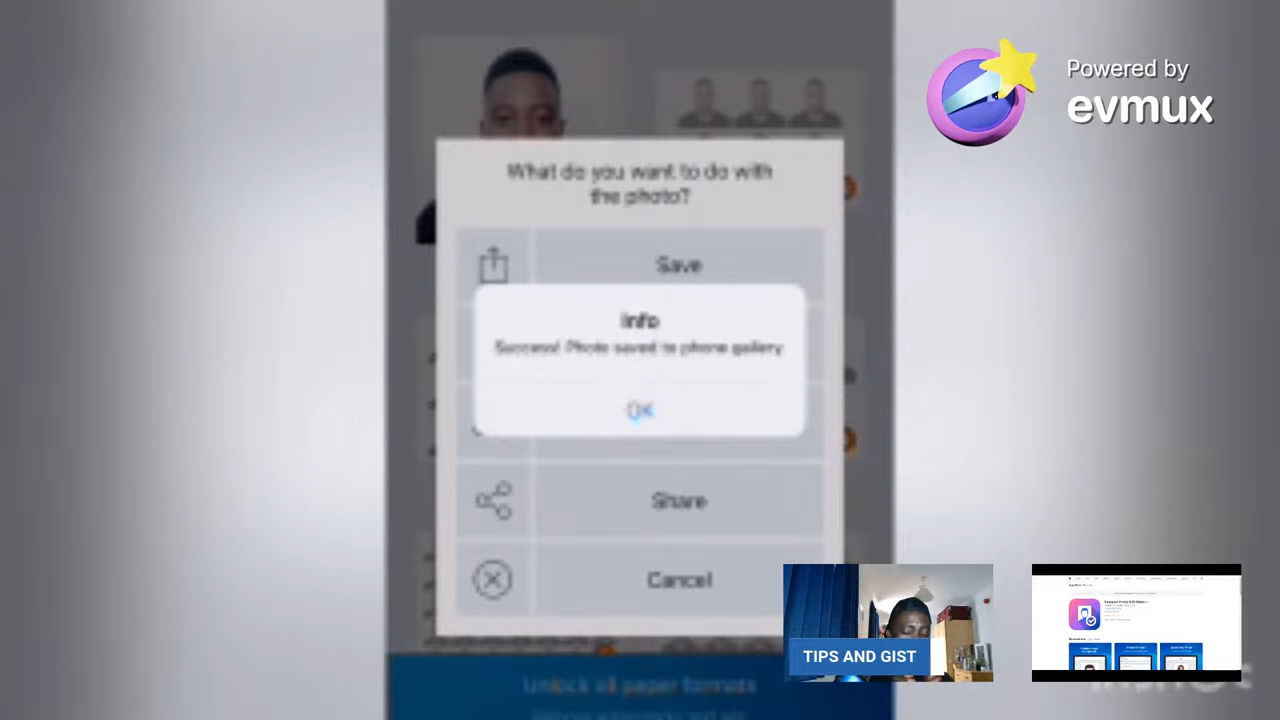 Powered by
evmux
What do you want to do with
the photo?
Save
Info
Success! Photo saved to phone gallery
OK
Share
Cancel
TIPS AND GIST
Unlock all paper formats